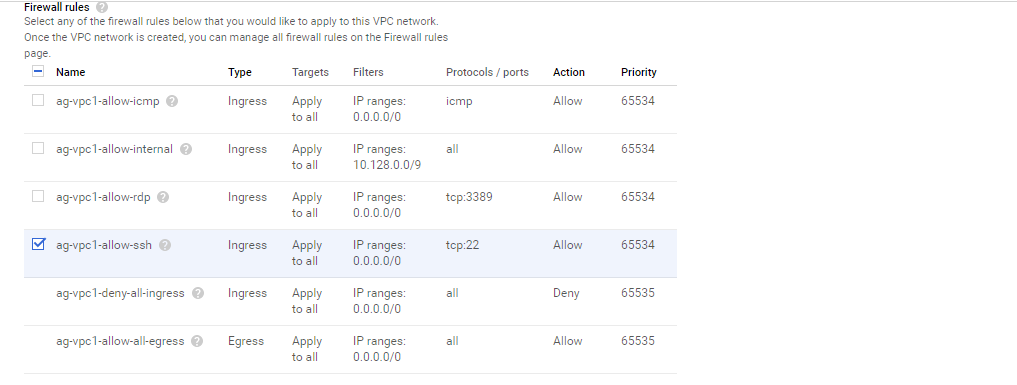 Firewall rules
Select any of the firewall rules below that you would like to apply to this VPC network.
Once the VPC network is created, you can manage all firewall rules on the Firewall rules
page.
Name Type Targets Filters Protocols / ports Action Priority
ag-vpc1-allow-icmp Ingress Apply IP ranges: icmp Allow 65534
to all 0.0.0.0/0
ag-vpc1-allow-internal Ingress Apply IP ranges: all Allow 65534
to all 10.128.0.0/9
ag-vpc1-allow-rdp Ingress Apply IP ranges: tcp:3389 Allow 65534
to all 0.0.0.0/0
ag-vpc1-allow-ssh Ingress Apply IP ranges: tcp:22 Allow 65534
to all 0.0.0.0/0
ag-vpc1-deny-all-ingress Ingress Apply IP ranges: all Deny 65535
to all 0.0.0.0/0
ag-vpc1-allow-all-egress Egress Apply IP ranges: all Allow 65535
to all 0.0.0.0/0